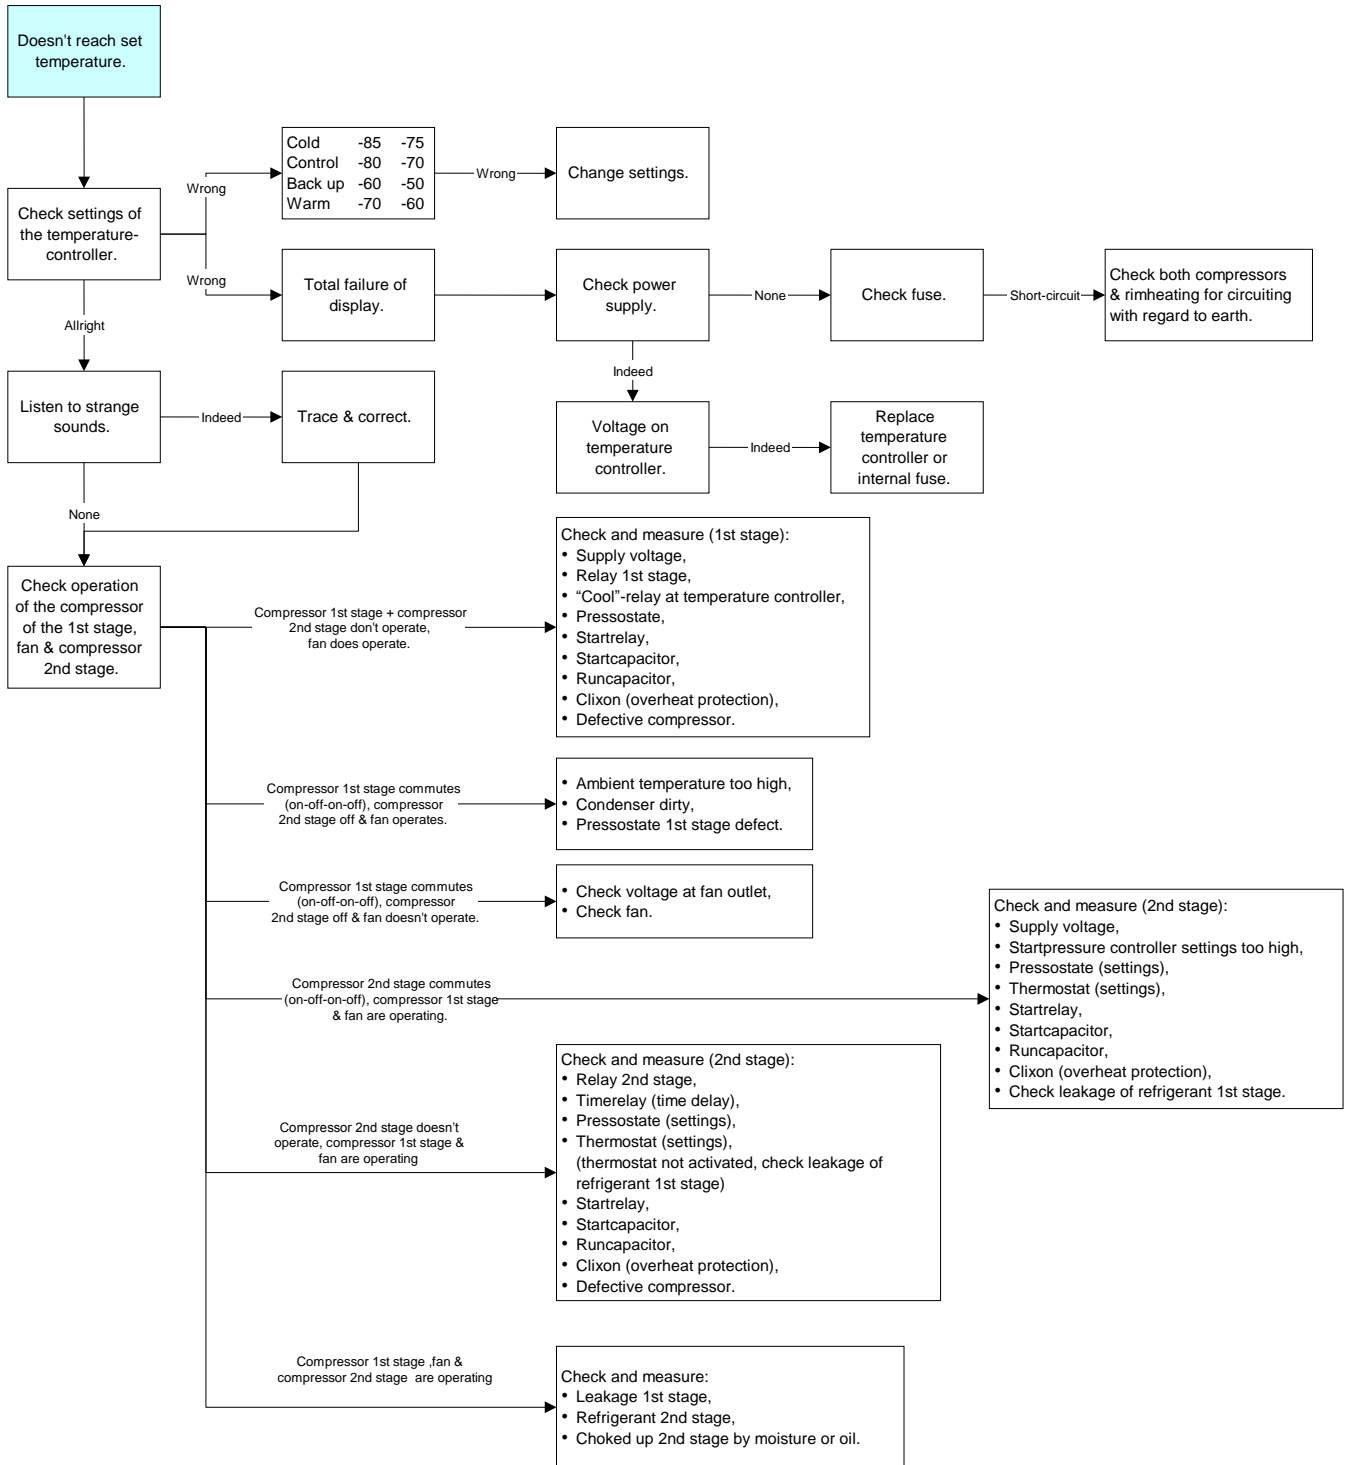 Doesn't reach set
temperature.
Cold -85 -75
Control -80 -70
Back up -60 -50
Warm -70 -60
Wrong
Wrong
Change settings.
Check settings of
the temperature-
controller.
Wrong
Total failure of
display.
Check power
supply.
None
Check fuse.
Short-circuit
Check both compressors
& rimheating for circuiting
with regard to earth.
Allright
Indeed
Listen to strange
sounds.
Indeed
Trace & correct.
Voltage on
temperature
controller.
Indeed
Replace
temperature
controller or
internal fuse.
None
Check operation
of the compressor
of the 1st stage,
fan & compressor
2nd stage.
Compressor 1st stage + compressor
2nd stage don't operate,
fan does operate.
Check and measure (1st stage):
• Supply voltage,
• Relay 1st stage,
• “Cool”-relay at temperature controller,
• Pressostate,
• Startrelay,
• Startcapacitor,
• Runcapacitor,
• Clixon (overheat protection),
• Defective compressor.
Compressor 1st stage commutes
(on-off-on-off), compressor
2nd stage off & fan operates.
• Ambient temperature too high,
• Condenser dirty,
• Pressostate 1st stage defect.
Compressor 1st stage commutes
(on-off-on-off), compressor
2nd stage off & fan doesn't operate.
• Check voltage at fan outlet,
• Check fan.
Compressor 2nd stage commutes
(on-off-on-off), compressor 1st stage
& fan are operating.
Check and measure (2nd stage):
• Supply voltage,
• Startpressure controller settings too high,
• Pressostate (settings),
• Thermostat (settings),
• Startrelay,
• Startcapacitor,
• Runcapacitor,
• Clixon (overheat protection),
• Check leakage of refrigerant 1st stage.
Compressor 2nd stage doesn't
operate, compressor 1st stage &
fan are operating
Check and measure (2nd stage):
• Relay 2nd stage,
• Timerelay (time delay),
• Pressostate (settings),
• Thermostat (settings),
(thermostat not activated, check leakage of
refrigerant 1st stage)
• Startrelay,
• Startcapacitor,
• Runcapacitor,
• Clixon (overheat protection),
• Defective compressor.
Compressor 1st stage ,fan &
compressor 2nd stage are operating
Check and measure:
• Leakage 1st stage,
• Refrigerant 2nd stage,
• Choked up 2nd stage by moisture or oil.